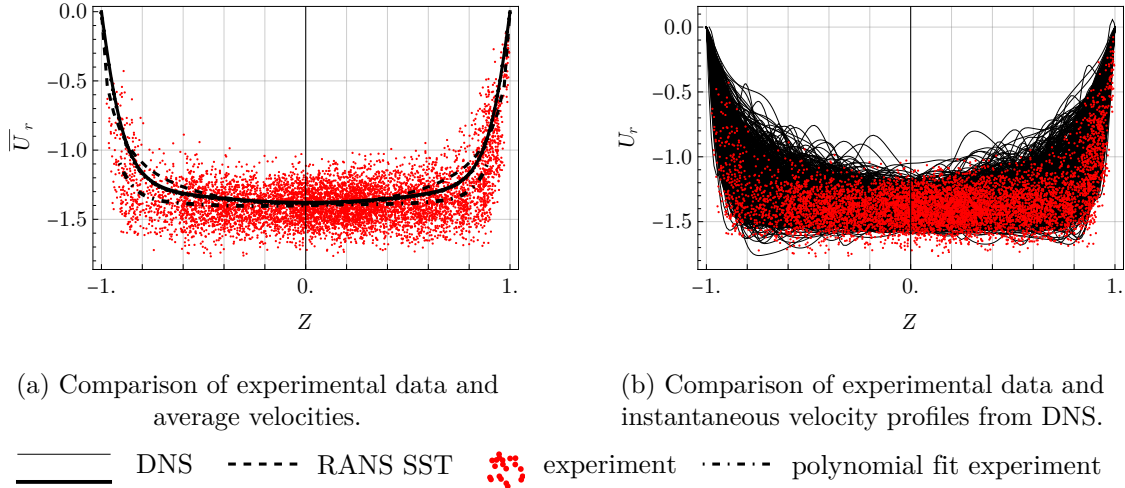 0.0
−0.5
−1.0
−1.5
U̅ r
−1.
0.
1.
Z
0.0
−0.5
−1.0
−1.5
U r
−1.
0.
1.
Z
(a) Comparison of experimental data and
average velocities.
(b) Comparison of experimental data and
instantaneous velocity profiles from DNS.
DNS RANS SST experiment polynomial fit experiment